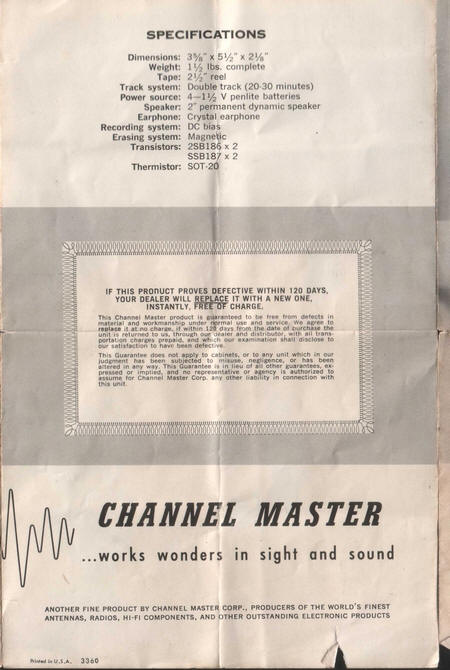 SPECIFICATIONS
Dimensions: 3⅝" x 5½" x 2⅛"
Weight: 1½ lbs. complete
Tape: 2½" reel
Track system: Double track (20-30 minutes)
Power source: 4—1½ V penlite batteries
Speaker: 2" permanent dynamic speaker
Earphone: Crystal earphone
Recording system: DC bias
Erasing system: Magnetic
Transistors: 2SB186 x 2
SSB187 x 2
Thermistor: SOT-20
IF THIS PRODUCT PROVES DEFECTIVE WITHIN 120 DAYS,
YOUR DEALER WILL REPLACE IT WITH A NEW ONE,
INSTANTLY, FREE OF CHARGE.
This Channel Master product is guaranteed to be free from defects in
material and workmanship under normal use and service. We agree to
replace it at no charge, if within 120 days from the date of purchase the
unit is returned to us, through our dealer and distributor, with all trans-
portation charges prepaid, and which our examination shall disclose to
our satisfaction to have been defective.
This Guarantee does not apply to cabinets, or to any unit which in our
judgment has been subjected to misuse, negligence, or has been
altered in any way. This Guarantee is in lieu of all other guarantees, ex-
pressed or implied, and no representative or agency is authorized to
assume for Channel Master Corp. any other liability in connection with
this unit.
CHANNEL MASTER
...works wonders in sight and sound
ANOTHER FINE PRODUCT BY CHANNEL MASTER CORP., PRODUCERS OF THE WORLD'S FINEST
ANTENNAS, RADIOS, HI-FI COMPONENTS, AND OTHER OUTSTANDING ELECTRONIC PRODUCTS
Printed in U.S.A. 3360